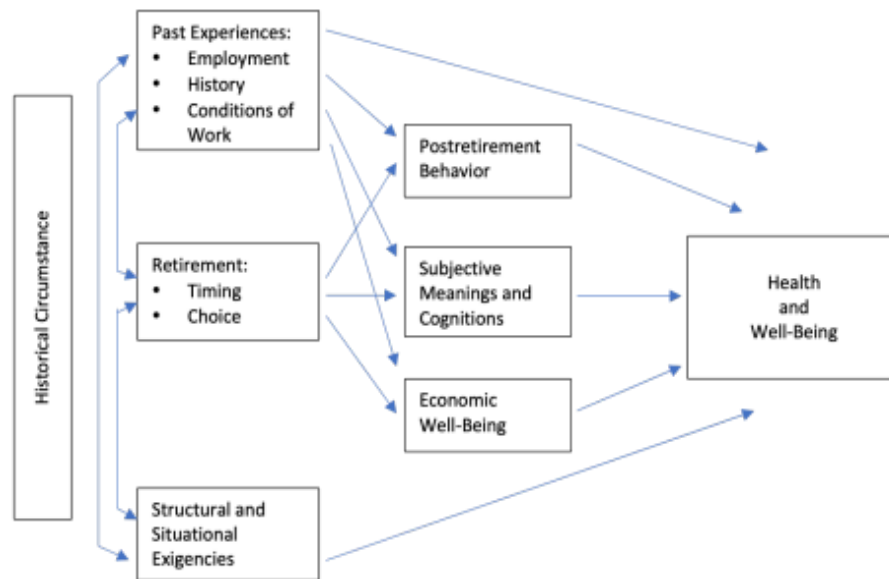 Historical Circumstance
Past Experiences:
• Employment
• History
• Conditions of
Work
Retirement:
• Timing
• Choice
Structural and
Situational
Exigencies
Postretirement
Behavior
Subjective
Meanings and
Cognitions
Economic
Well-Being
Health
and
Well-Being